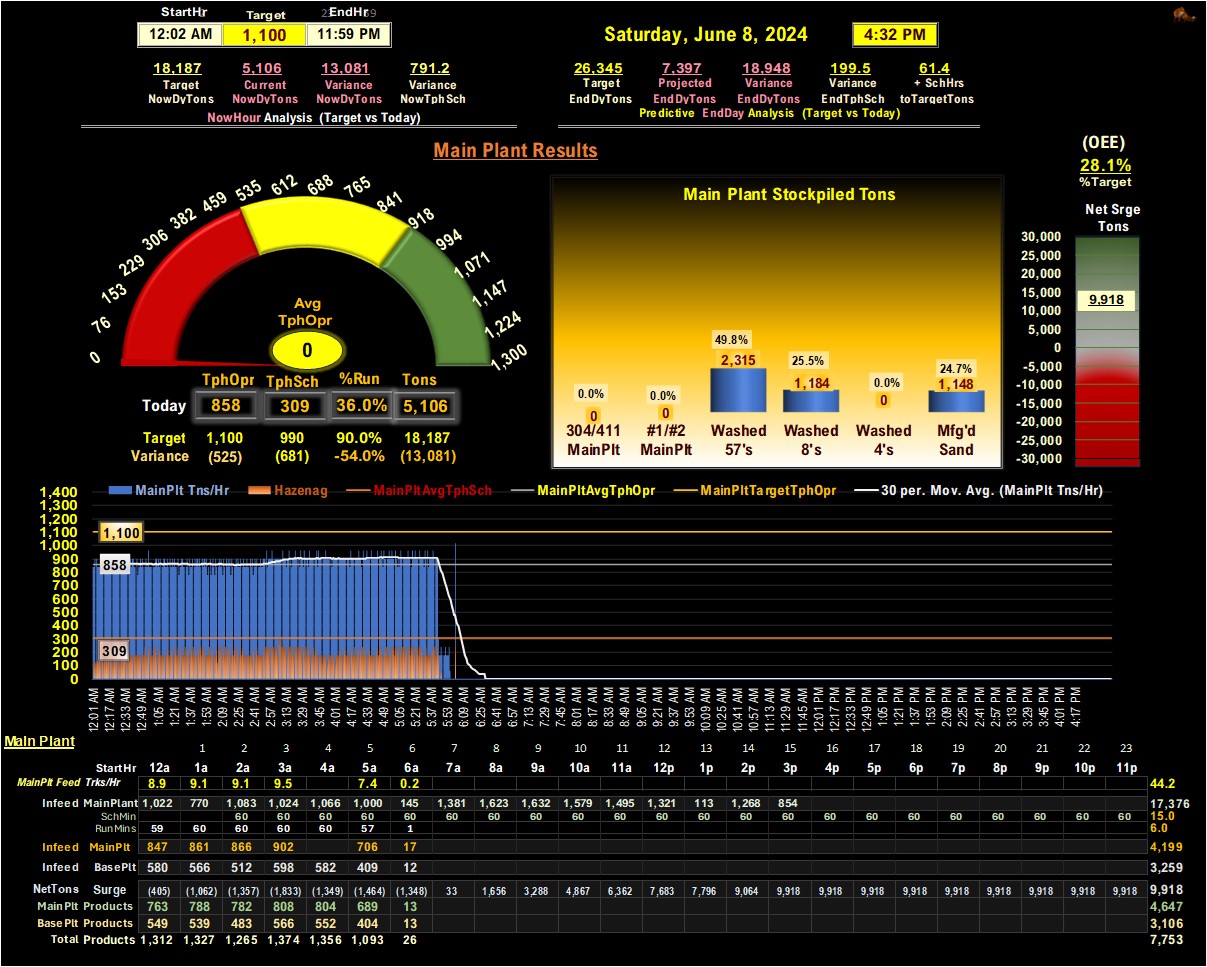 StartHr Target EndHr
12:02 AM 1,100 11:59 PM
Saturday, June 8, 2024 4:32 PM
18,187 5,106 13,081 791.2
Target Current Variance Variance
NowDyTons NowDyTons NowDyTons NowTphSch
NowHour Analysis (Target vs Today)
26,345 7,397 18,948 199.5 61.4
Target Projected Variance Variance + SchHrs
EndDyTons EndDyTons EndDyTons EndTphSch toTargetTons
Predictive EndDay Analysis (Target vs Today)
Main Plant Results
(OEE)
28.1%
%Target
Net Srge
Tons
30,000
25,000
20,000
15,000
10,000
5,000
0
-5,000
-10,000
-15,000
-20,000
-25,000
-30,000
9,918
0 76 153 229 306 382 459 535 612 688 765 841 918 994 1,071 1,147 1,224 1,300
Avg
TphOpr
0
TphOpr TphSch %Run Tons
Today 858 309 36.0% 5,106
Target 1,100 990 90.0% 18,187
Variance (525) (681) -54.0% (13,081)
Main Plant Stockpiled Tons
0.0% 0.0% 49.8% 25.5% 0.0% 24.7%
0 0 2,315 1,184 0 1,148
304/411 #1/#2 Washed Washed Washed Mfg'd
MainPlt MainPlt 57's 8's 4's Sand
MainPlt Tns/Hr Hazenag MainPltAvgTphSch MainPltAvgTphOpr MainPltTargetTphOpr 30 per. Mov. Avg. (MainPlt Tns/Hr)
1,400
1,300
1,200
1,100
1,000
900
800
700
600
500
400
300
200
100
0
1,100
858
309
12:01 AM 12:17 AM 12:33 AM 12:49 AM 1:05 AM 1:21 AM 1:37 AM 1:53 AM 2:09 AM 2:25 AM 2:41 AM 2:57 AM 3:13 AM 3:29 AM 3:45 AM 4:01 AM 4:17 AM 4:33 AM 4:49 AM 5:05 AM 5:21 AM 5:37 AM 5:53 AM 6:09 AM 6:25 AM 6:41 AM 6:57 AM 7:13 AM 7:29 AM 7:45 AM 8:01 AM 8:17 AM 8:33 AM 8:49 AM 9:05 AM 9:21 AM 9:37 AM 9:53 AM 10:09 AM 10:25 AM 10:41 AM 10:57 AM 11:13 AM 11:29 AM 11:45 AM 12:01 PM 12:17 PM 12:33 PM 12:49 PM 1:05 PM 1:21 PM 1:37 PM 1:53 PM 2:09 PM 2:25 PM 2:41 PM 2:57 PM 3:13 PM 3:29 PM 3:45 PM 4:01 PM 4:17 PM
Main Plant
1 2 3 4 5 6 7 8 9 10 11 12 13 14 15 16 17 18 19 20 21 22 23
StartHr 12a 1a 2a 3a 4a 5a 6a 7a 8a 9a 10a 11a 12p 1p 2p 3p 4p 5p 6p 7p 8p 9p 10p 11p
MainPlt Feed Trks/Hr 8.9 9.1 9.1 9.5 7.4 0.2 44.2
Infeed MainPlant 1,022 770 1,083 1,024 1,066 1,000 145 1,381 1,623 1,632 1,579 1,495 1,321 113 1,268 854 17,376
SchMin 60 60 60 60 60 60 60 60 60 60 60 60 60 60 60 60 60 60 60 60 60 60 15.0
RunMins 59 60 60 60 60 57 1 6.0
Infeed MainPlt 847 861 866 902 706 17 4,199
Infeed BasePlt 580 566 512 598 582 409 12 3,259
NetTons Surge (405) (1,062) (1,357) (1,833) (1,349) (1,464) (1,348) 33 1,656 3,288 4,867 6,362 7,683 7,796 9,064 9,918 9,918 9,918 9,918 9,918 9,918 9,918 9,918 9,918 9,918
MainPlt Products 763 788 782 808 804 689 13 4,647
BasePlt Products 549 539 483 566 552 404 13 3,106
Total Products 1,312 1,327 1,265 1,374 1,356 1,093 26 7,753